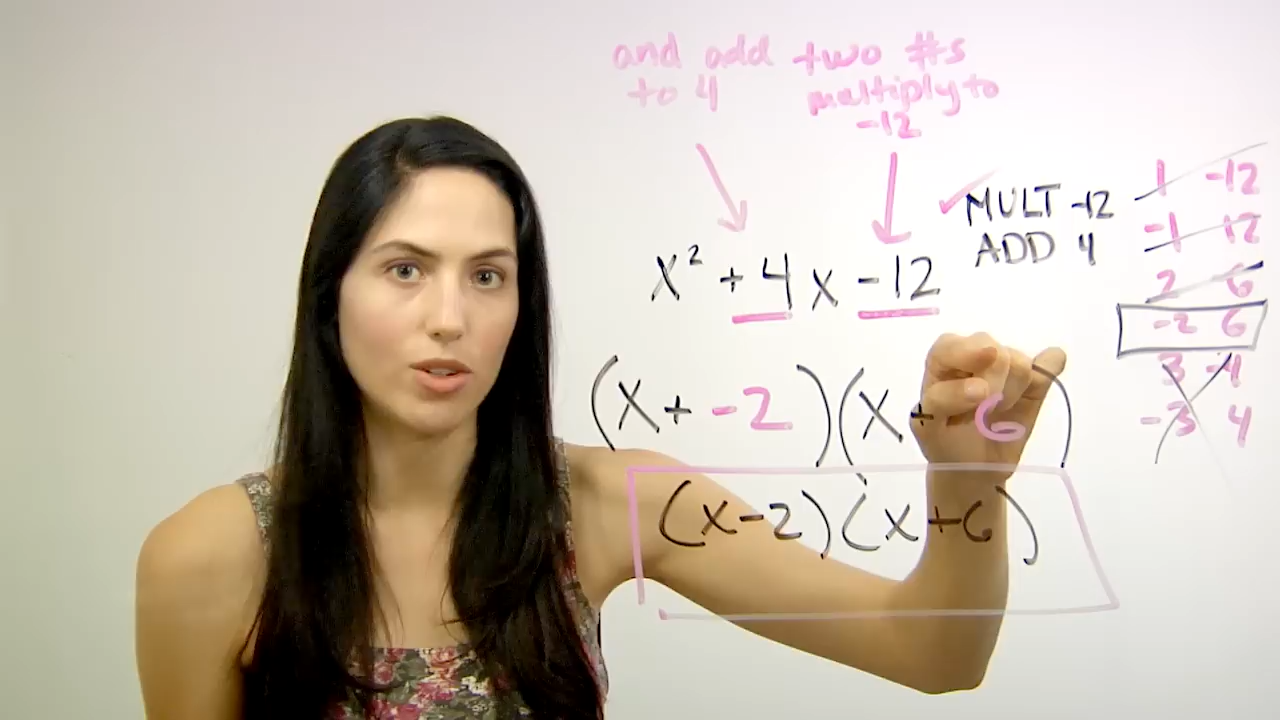 and add
to 4
two #s
multiply to
-12
✓ MULT -12
ADD 4
x² + 4x - 12
(x + -2)(x + 6)
(x-2)(x+6)
1 -12
-1 12
2 -6
-2 6
3 -4
-3 4